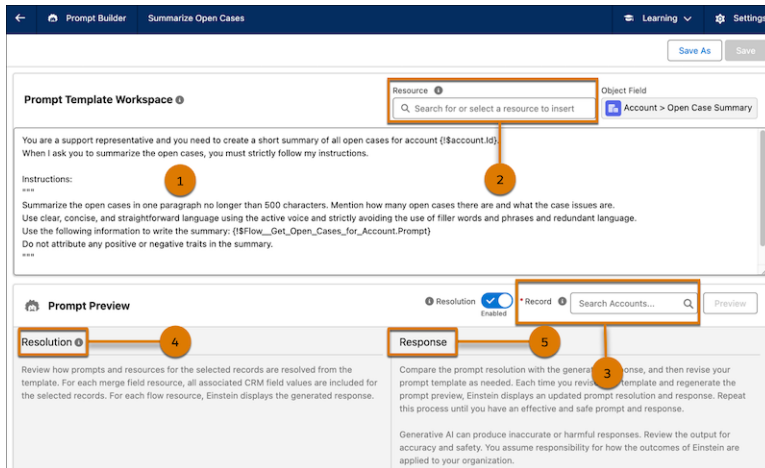 Prompt Builder
Summarize Open Cases
Learning
Settings
Save As
Save
Prompt Template Workspace
Resource
Search for or select a resource to insert
Object Field
Account > Open Case Summary
You are a support representative and you need to create a short summary of all open cases for account {!$account.Id}.
When I ask you to summarize the open cases, you must strictly follow my instructions.
Instructions:
"""
Summarize the open cases in one paragraph no longer than 500 characters. Mention how many open cases there are and what the case issues are.
Use clear, concise, and straightforward language using the active voice and strictly avoiding the use of filler words and phrases and redundant language.
Use the following information to write the summary: {!$Flow__Get_Open_Cases_for_Account.Prompt}
Do not attribute any positive or negative traits in the summary.
"""
1
2
Prompt Preview
Resolution
Enabled
* Record
Search Accounts...
Preview
3
Resolution
4
Review how prompts and resources for the selected records are resolved from the
template. For each merge field resource, all associated CRM field values are included for
the selected records. For each flow resource, Einstein displays the generated response.
Response
5
Compare the prompt resolution with the generated response, and then revise your
prompt template as needed. Each time you revise template and regenerate the
prompt preview, Einstein displays an updated prompt resolution and response. Repeat
this process until you have an effective and safe prompt and response.
Generative AI can produce inaccurate or harmful responses. Review the output for
accuracy and safety. You assume responsibility for how the outcomes of Einstein are
applied to your organization.